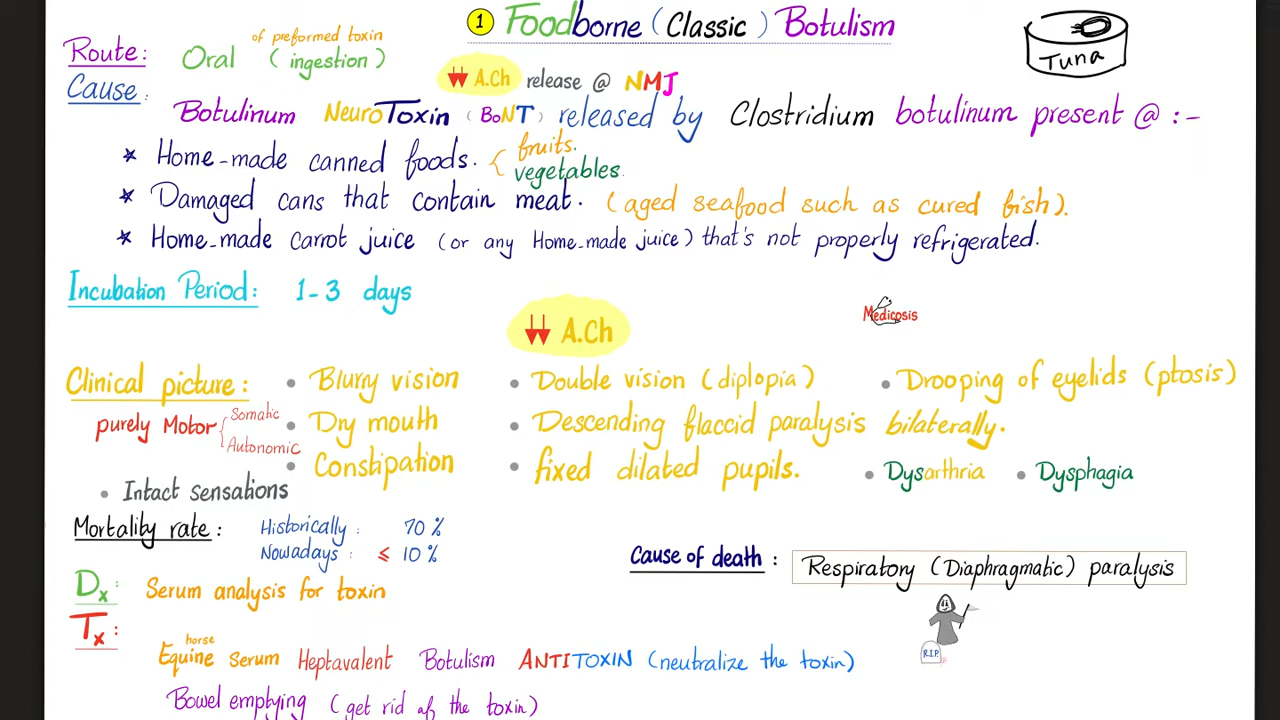 1 Foodborne (Classic) Botulism
Route: Oral (ingestion) of preformed toxin
Tuna
↓↓ A.Ch release @ NMJ
Cause:
Botulinum NeuroToxin (BoNT) released by Clostridium botulinum present @ :-
* Home-made canned foods. { fruits.
vegetables.
* Damaged cans that contain meat. (aged seafood such as cured fish).
* Home-made carrot juice (or any Home-made juice) that's not properly refrigerated.
Incubation Period: 1-3 days
Medicosis
↓↓ A.Ch
Clinical picture: • Blurry vision • Double vision (diplopia) • Drooping of eyelids (ptosis)
purely Motor { Somatic
Autonomic
• Dry mouth • Descending flaccid paralysis bilaterally.
• Constipation • fixed dilated pupils. • Dysarthria • Dysphagia
• Intact sensations
Mortality rate: Historically: 70 %
Nowadays: ≤ 10 %
Cause of death: Respiratory (Diaphragmatic) paralysis
R.I.P.
Dx: Serum analysis for toxin
Tx:
horse
Equine serum Heptavalent Botulism ANTITOXIN (neutralize the toxin)
Bowel emptying (get rid of the toxin)